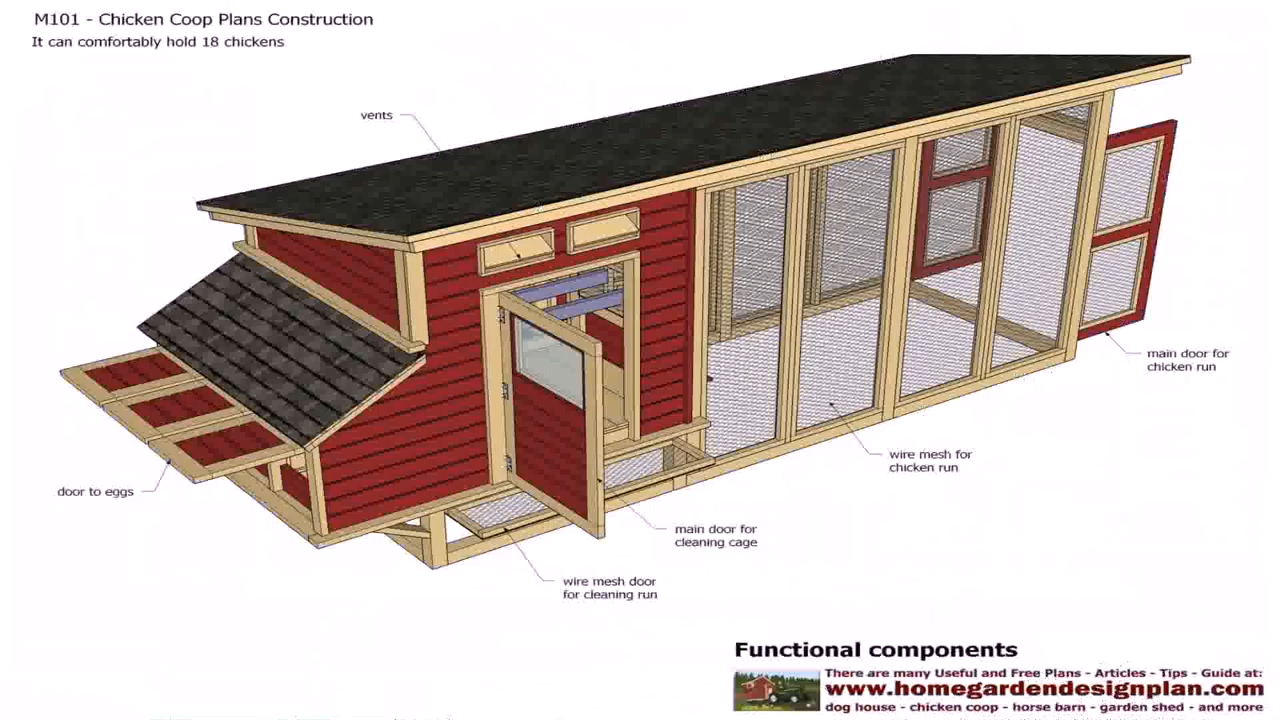 M101 - Chicken Coop Plans Construction
It can comfortably hold 18 chickens
vents
main door for
chicken run
wire mesh for
chicken run
door to eggs
main door for
cleaning cage
wire mesh door
for cleaning run
Functional components
There are many Useful and Free Plans - Articles - Tips - Guide at:
www.homegardendesignplan.com
dog house - chicken coop - horse barn - garden shed - and more